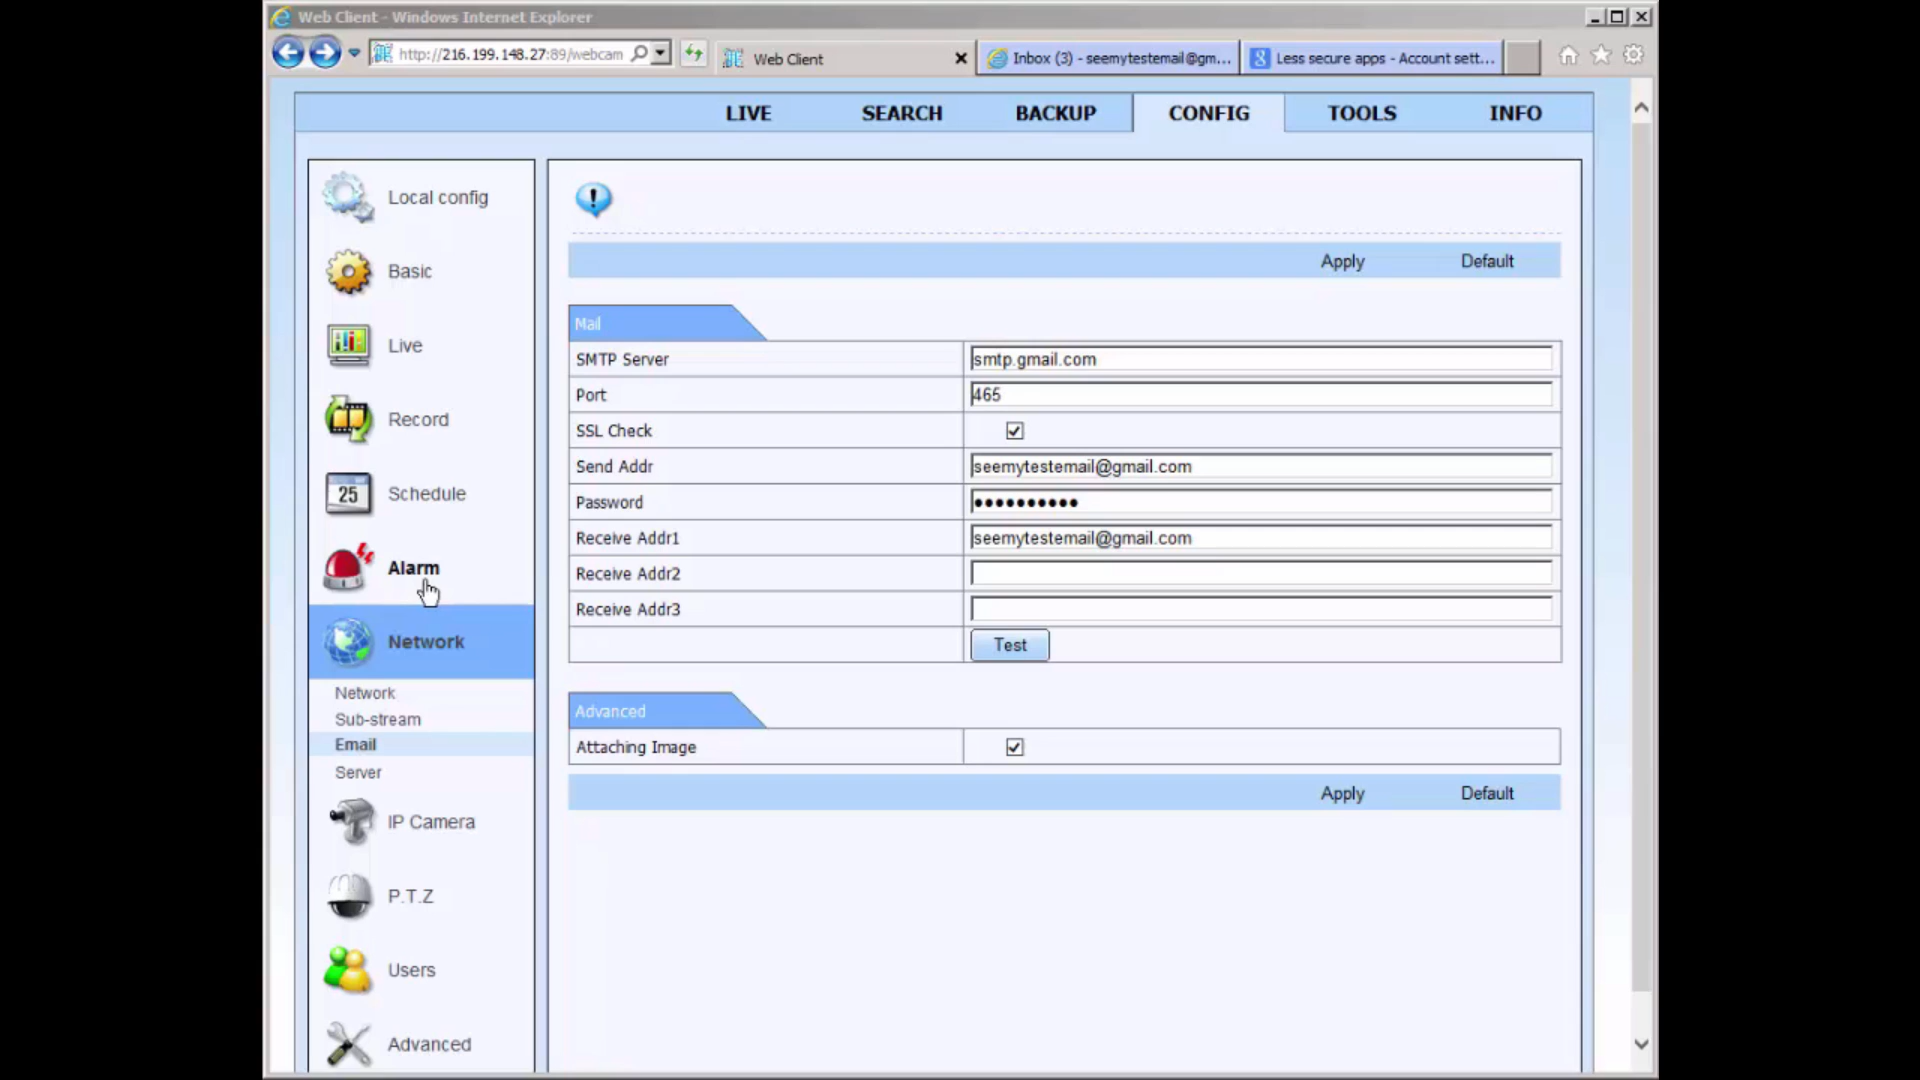 Web Client - Windows Internet Explorer
http://216.199.148.27:89/webcam
Web Client
Inbox (3) - seemytestemail@gm...
Less secure apps - Account sett...
LIVE
SEARCH
BACKUP
CONFIG
TOOLS
INFO
Local config
Basic
Live
Record
25
Schedule
Alarm
Network
Network
Sub-stream
Email
Server
IP Camera
P.T.Z
Users
Advanced
Apply
Default
Mail
SMTP Server
smtp.gmail.com
Port
465
SSL Check
Send Addr
seemytestemail@gmail.com
Password
••••••••••
Receive Addr1
seemytestemail@gmail.com
Receive Addr2
Receive Addr3
Test
Advanced
Attaching Image
Apply
Default